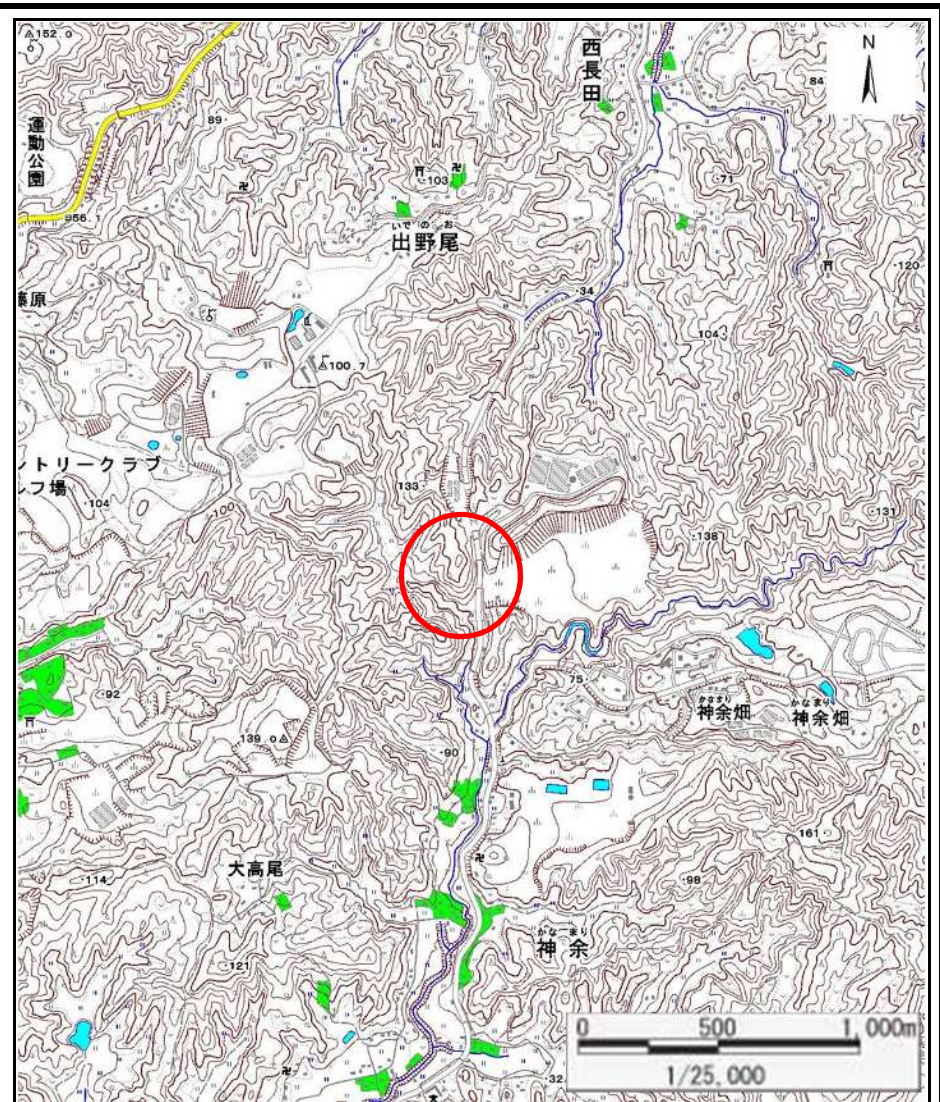 152.0
西長田
N
84
89
運動公園
71
103
56.1
いでのお
出野尾
120
藤原
34
104
100.7
ントリークラブ
ルフ場
133
104
100
131
138
75
92
かなまり
神余畑
かなまり
神余畑
139.0
90
161
大高尾
114
98
かなまり
神余
121
0 500 1,000m
1/25,000
32